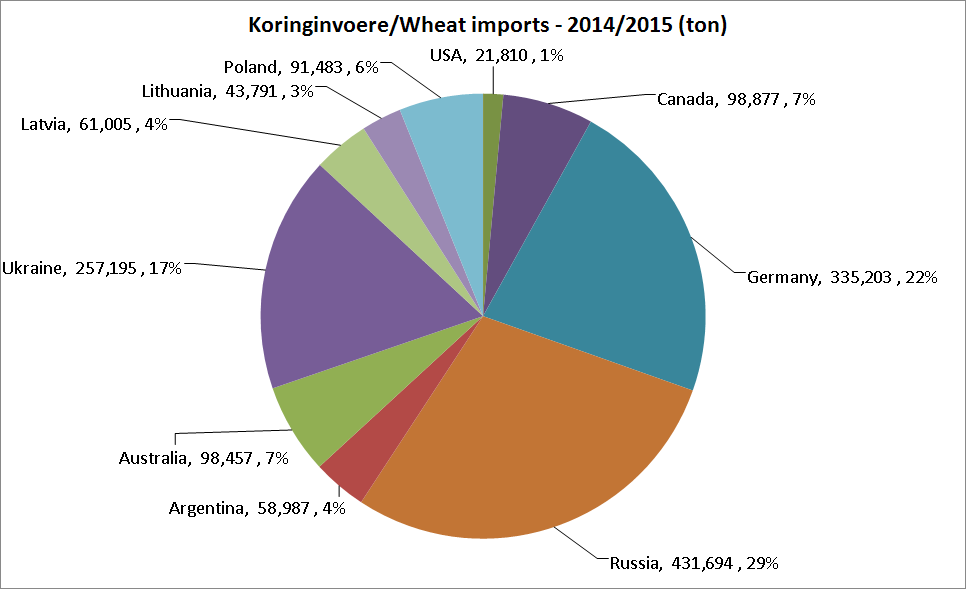 Koringinvoere/Wheat imports - 2014/2015 (ton)
USA, 21,810 , 1%
Poland, 91,483 , 6%
Lithuania, 43,791 , 3%
Canada, 98,877 , 7%
Latvia, 61,005 , 4%
Ukraine, 257,195 , 17%
Germany, 335,203 , 22%
Australia, 98,457 , 7%
Argentina, 58,987 , 4%
Russia, 431,694 , 29%